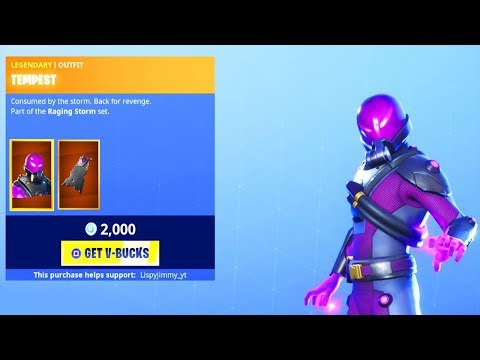 LEGENDARY | OUTFIT
TEMPEST
Consumed by the storm. Back for revenge.
Part of the Raging Storm set.
2,000
GET V-BUCKS
This purchase helps support: Lispyjimmy_yt